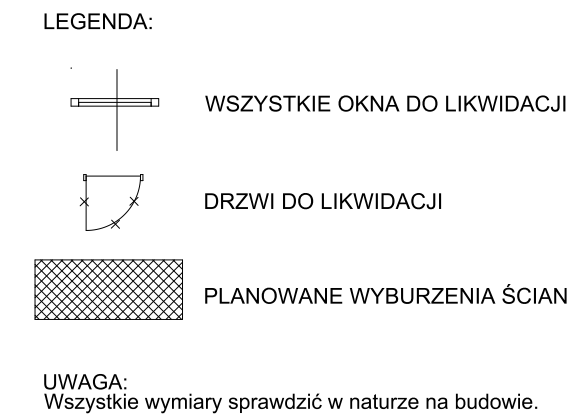 LEGENDA:
WSZYSTKIE OKNA DO LIKWIDACJI
DRZWI DO LIKWIDACJI
PLANOWANE WYBURZENIA ŚCIAN
UWAGA:
Wszystkie wymiary sprawdzić w naturze na budowie.